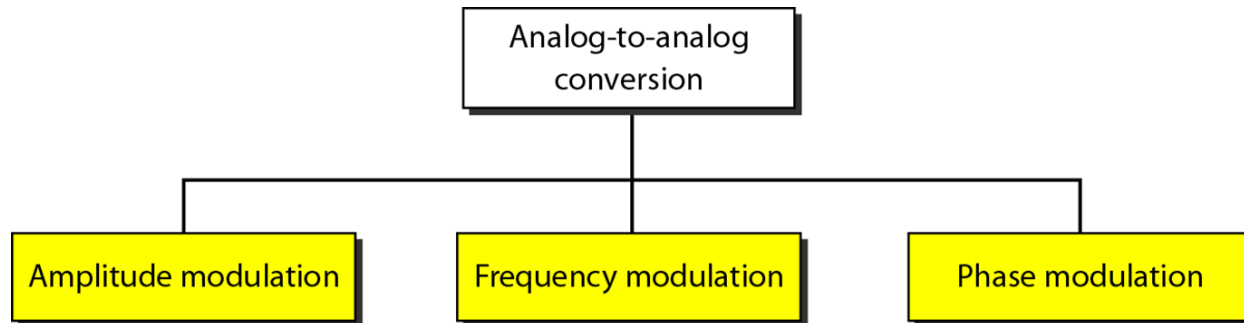 Analog-to-analog
conversion
Amplitude modulation
Frequency modulation
Phase modulation